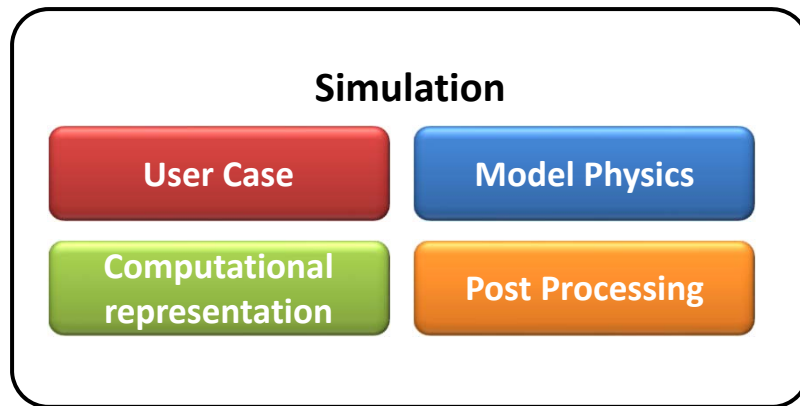 Simulation
User Case
Model Physics
Computational
representation
Post Processing